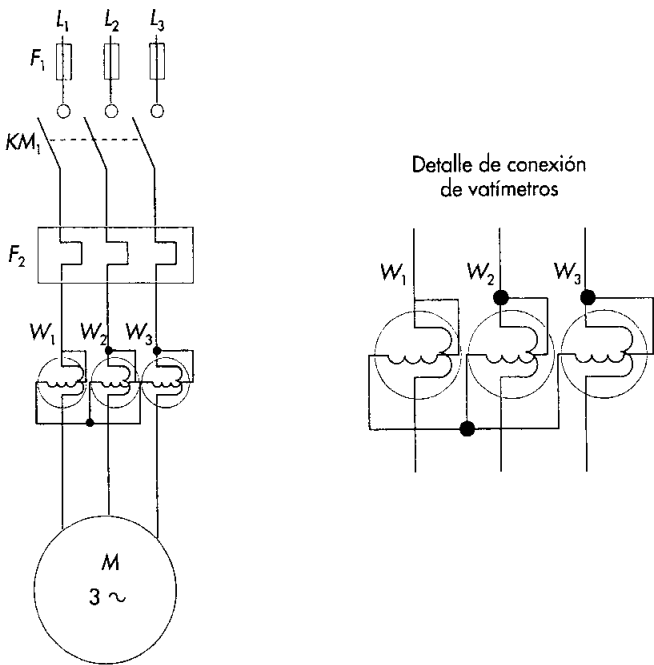 L₁ L₂ L₃
F₁
KM₁
F₂
W₁ W₂ W₃
M
3 ∿
Detalle de conexión
de vatímetros
W₁ W₂ W₃